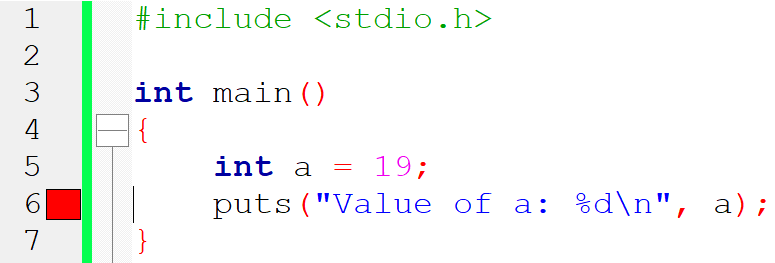 1 #include <stdio.h>
2
3 int main()
4 {
5     int a = 19;
6     puts("Value of a: %d\n", a);
7 }